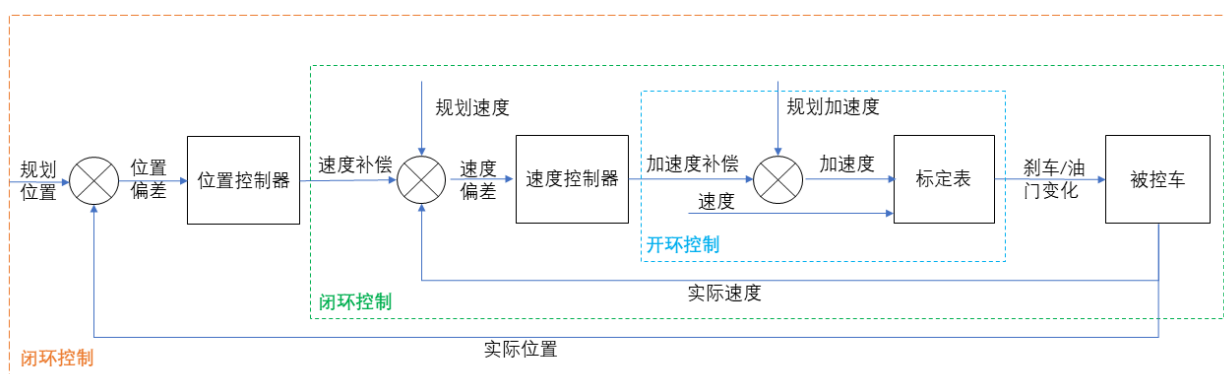 规划速度
规划加速度
规划
位置
位置
偏差
位置控制器
速度补偿
速度
偏差
速度控制器
加速度补偿
加速度
速度
标定表
刹车/油
门变化
被控车
开环控制
实际速度
闭环控制
实际位置
闭环控制